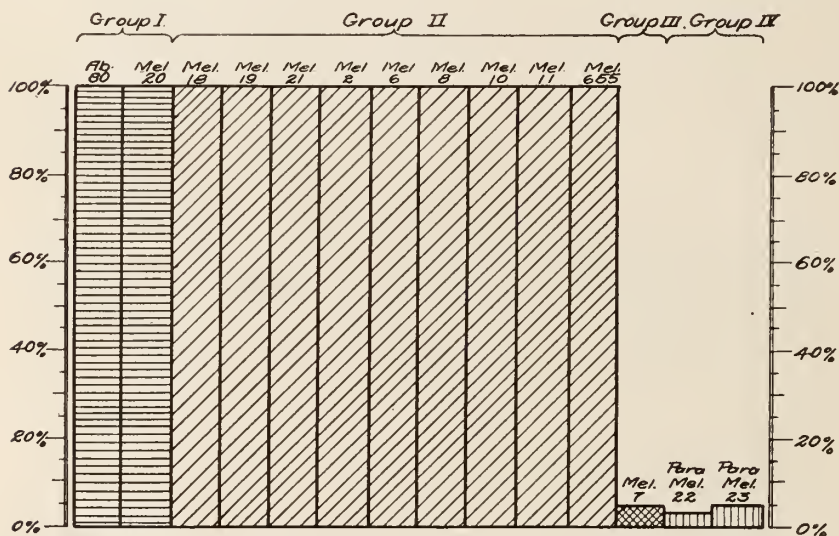 Group I. Group II Group III. Group IV
Ab. Mel. Mel. Mel. Mel. Mel. Mel. Mel. Mel. Mel. Mel.
80 20 18 19 21 2 6 8 10 11 655
100% 100%
80% 80%
60% 60%
40% 40%
20% 20%
Para Para
Mel. Mel. Mel.
7 22 23
0% 0%